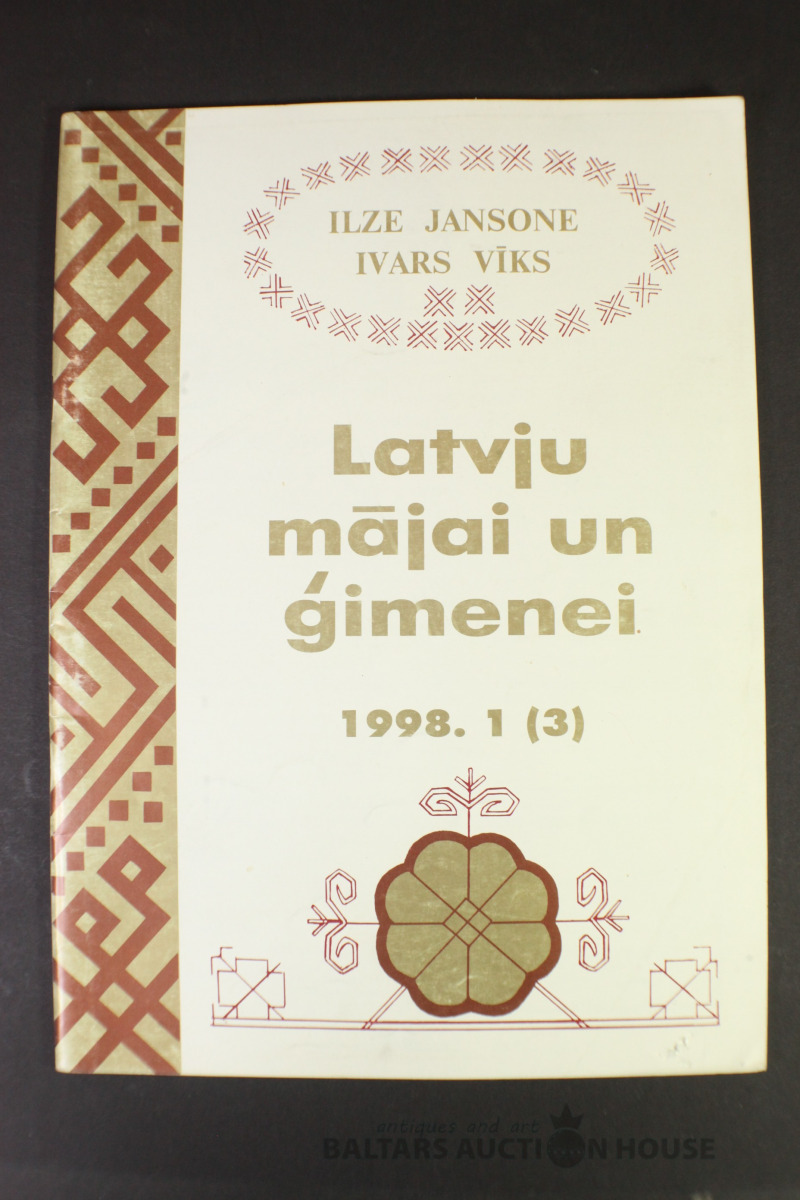 ILZE JANSONE
IVARS VĪKS
Latvju
mājai un
ģimenei
1998. 1 (3)
antiques and art
BALTARS AUCTION HOUSE